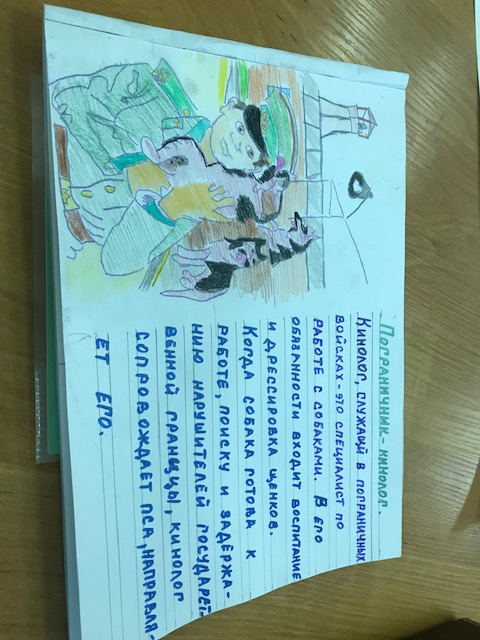 Пограничник-кинолог.
Кинолог, служащй в пограничных
войсках-это специалист по
работе с собаками. В его
обязанности входит воспитание
и дрессировка щенков.
Когда собака готова к
работе, поиску и задержа-
нию нарушителей государст-
венной границы, кинолог
сопровождает пса, направля-
ет его.